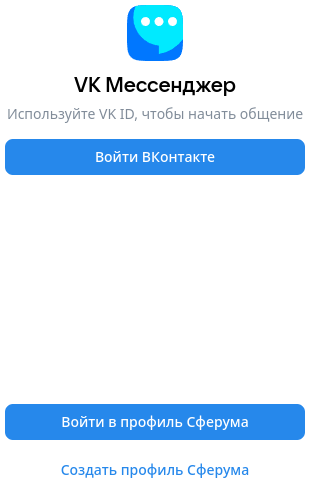 VK Мессенджер
Используйте VK ID, чтобы начать общение
Войти ВКонтакте
Войти в профиль Сферума
Создать профиль Сферума